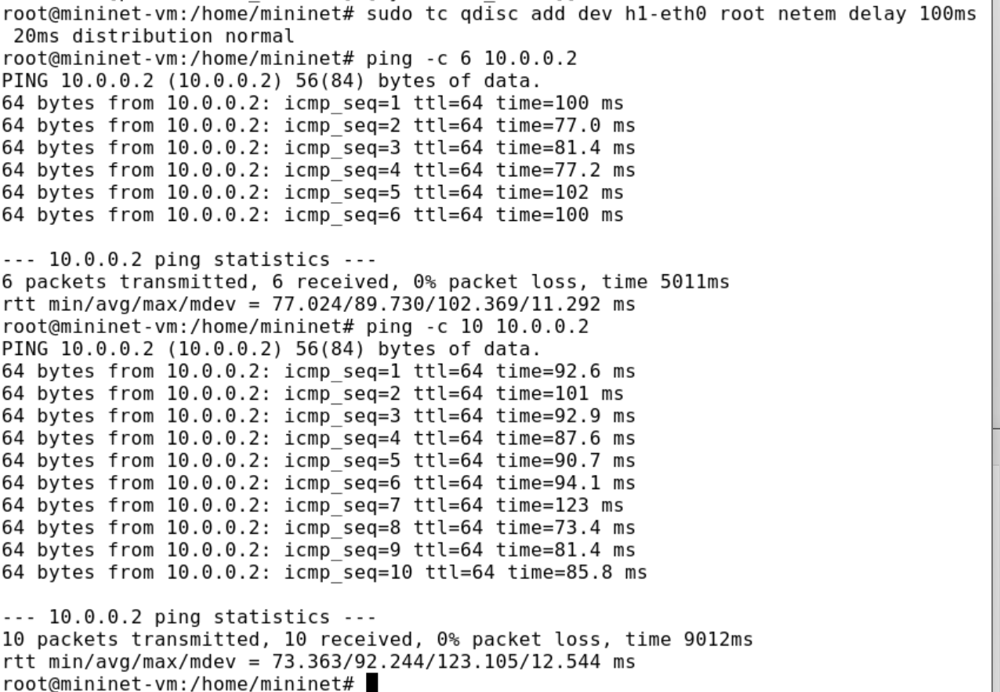 root@mininet-vm:/home/mininet# sudo tc qdisc add dev h1-eth0 root netem delay 100ms
 20ms distribution normal
root@mininet-vm:/home/mininet# ping -c 6 10.0.0.2
PING 10.0.0.2 (10.0.0.2) 56(84) bytes of data.
64 bytes from 10.0.0.2: icmp_seq=1 ttl=64 time=100 ms
64 bytes from 10.0.0.2: icmp_seq=2 ttl=64 time=77.0 ms
64 bytes from 10.0.0.2: icmp_seq=3 ttl=64 time=81.4 ms
64 bytes from 10.0.0.2: icmp_seq=4 ttl=64 time=77.2 ms
64 bytes from 10.0.0.2: icmp_seq=5 ttl=64 time=102 ms
64 bytes from 10.0.0.2: icmp_seq=6 ttl=64 time=100 ms

--- 10.0.0.2 ping statistics ---
6 packets transmitted, 6 received, 0% packet loss, time 5011ms
rtt min/avg/max/mdev = 77.024/89.730/102.369/11.292 ms
root@mininet-vm:/home/mininet# ping -c 10 10.0.0.2
PING 10.0.0.2 (10.0.0.2) 56(84) bytes of data.
64 bytes from 10.0.0.2: icmp_seq=1 ttl=64 time=92.6 ms
64 bytes from 10.0.0.2: icmp_seq=2 ttl=64 time=101 ms
64 bytes from 10.0.0.2: icmp_seq=3 ttl=64 time=92.9 ms
64 bytes from 10.0.0.2: icmp_seq=4 ttl=64 time=87.6 ms
64 bytes from 10.0.0.2: icmp_seq=5 ttl=64 time=90.7 ms
64 bytes from 10.0.0.2: icmp_seq=6 ttl=64 time=94.1 ms
64 bytes from 10.0.0.2: icmp_seq=7 ttl=64 time=123 ms
64 bytes from 10.0.0.2: icmp_seq=8 ttl=64 time=73.4 ms
64 bytes from 10.0.0.2: icmp_seq=9 ttl=64 time=81.4 ms
64 bytes from 10.0.0.2: icmp_seq=10 ttl=64 time=85.8 ms

--- 10.0.0.2 ping statistics ---
10 packets transmitted, 10 received, 0% packet loss, time 9012ms
rtt min/avg/max/mdev = 73.363/92.244/123.105/12.544 ms
root@mininet-vm:/home/mininet#